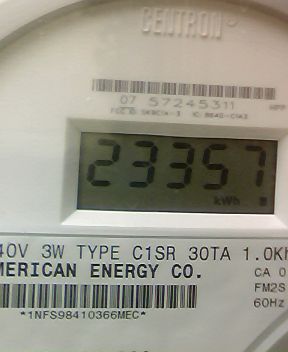 CENTRON
07 57245311
23357
kWh
40V 3W TYPE C1SR 30TA 1.0Kh
MERICAN ENERGY CO.
CA 0
FM2S
60Hz
*1NFS98410366MEC*